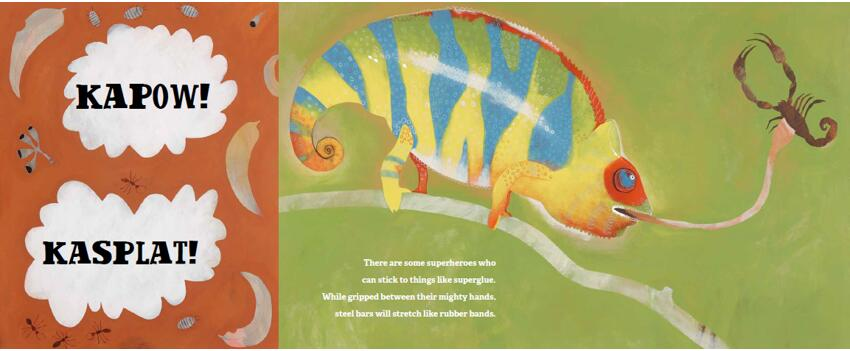 KAPOW!
KASPLAT!
There are some superheroes who
can stick to things like superglue.
While gripped between their mighty hands,
steel bars will stretch like rubber bands.